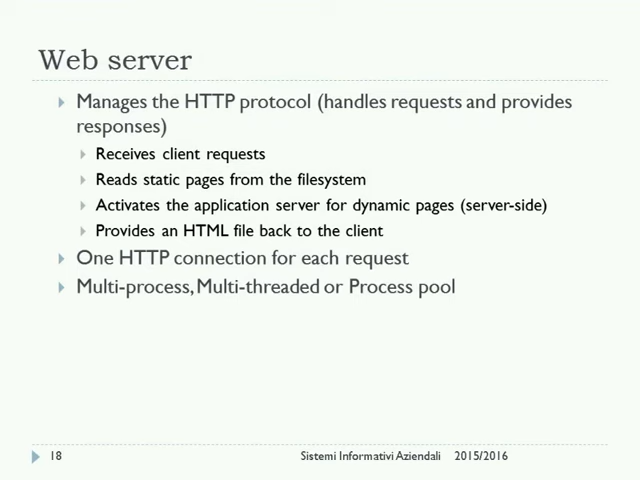 Web server
Manages the HTTP protocol (handles requests and provides
responses)
Receives client requests
Reads static pages from the filesystem
Activates the application server for dynamic pages (server-side)
Provides an HTML file back to the client
One HTTP connection for each request
Multi-process, Multi-threaded or Process pool
18 Sistemi Informativi Aziendali 2015/2016